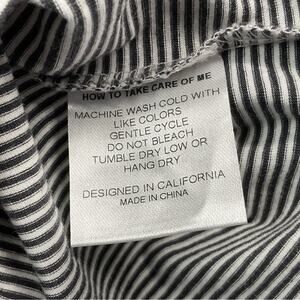 HOW TO TAKE CARE OF ME
MACHINE WASH COLD WITH
LIKE COLORS
GENTLE CYCLE
DO NOT BLEACH
TUMBLE DRY LOW OR
HANG DRY
DESIGNED IN CALIFORNIA
MADE IN CHINA